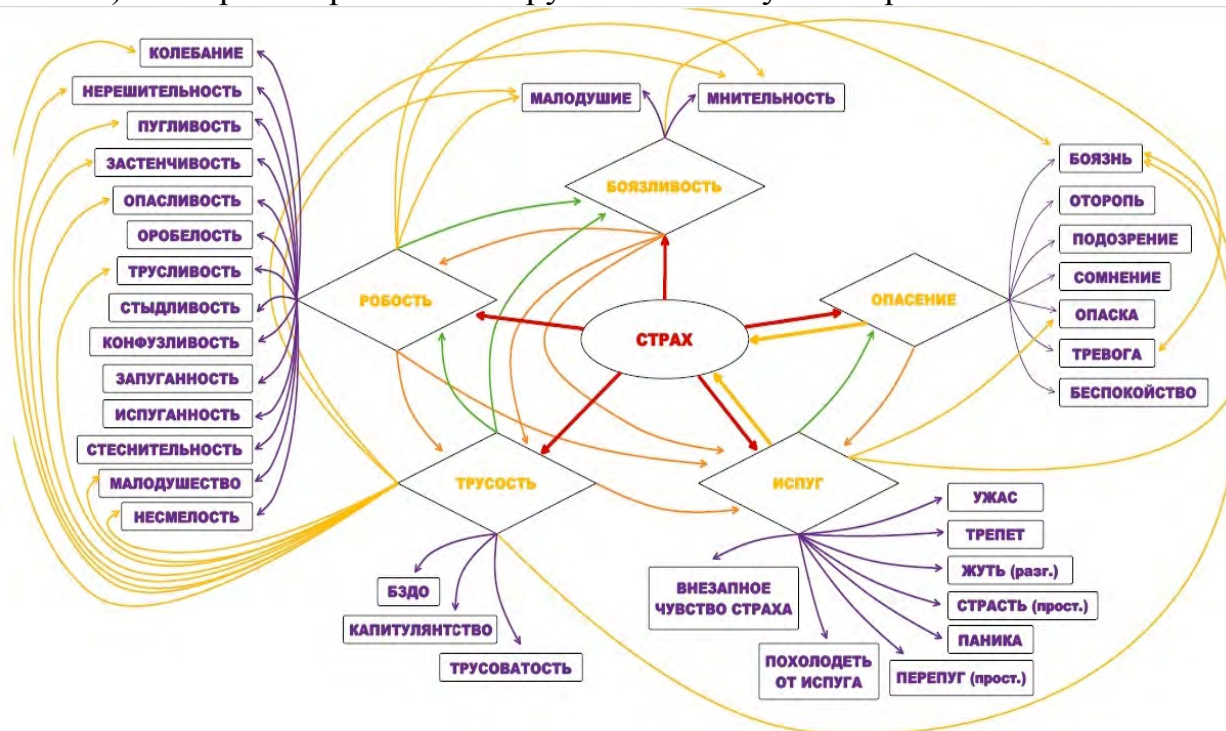 КОЛЕБАНИЕ
НЕРЕШИТЕЛЬНОСТЬ
ПУГЛИВОСТЬ
ЗАСТЕНЧИВОСТЬ
ОПАСЛИВОСТЬ
ОРОБЕЛОСТЬ
ТРУСЛИВОСТЬ
СТЫДЛИВОСТЬ
КОНФУЗЛИВОСТЬ
ЗАПУГАННОСТЬ
ИСПУГАННОСТЬ
СТЕСНИТЕЛЬНОСТЬ
МАЛОДУШЕСТВО
НЕСМЕЛОСТЬ
МАЛОДУШИЕ
МНИТЕЛЬНОСТЬ
БОЯЗЛИВОСТЬ
РОБОСТЬ
СТРАХ
ОПАСЕНИЕ
БОЯЗНЬ
ОТОРОПЬ
ПОДОЗРЕНИЕ
СОМНЕНИЕ
ОПАСКА
ТРЕВОГА
БЕСПОКОЙСТВО
ТРУСОСТЬ
БЗДО
КАПИТУЛЯНТСТВО
ТРУСОВАТОСТЬ
ИСПУГ
ВНЕЗАПНОЕ
ЧУВСТВО СТРАХА
ПОХОЛОДЕТЬ
ОТ ИСПУГА
ПЕРЕПУГ (прост.)
УЖАС
ТРЕПЕТ
ЖУТЬ (разг.)
СТРАСТЬ (прост.)
ПАНИКА